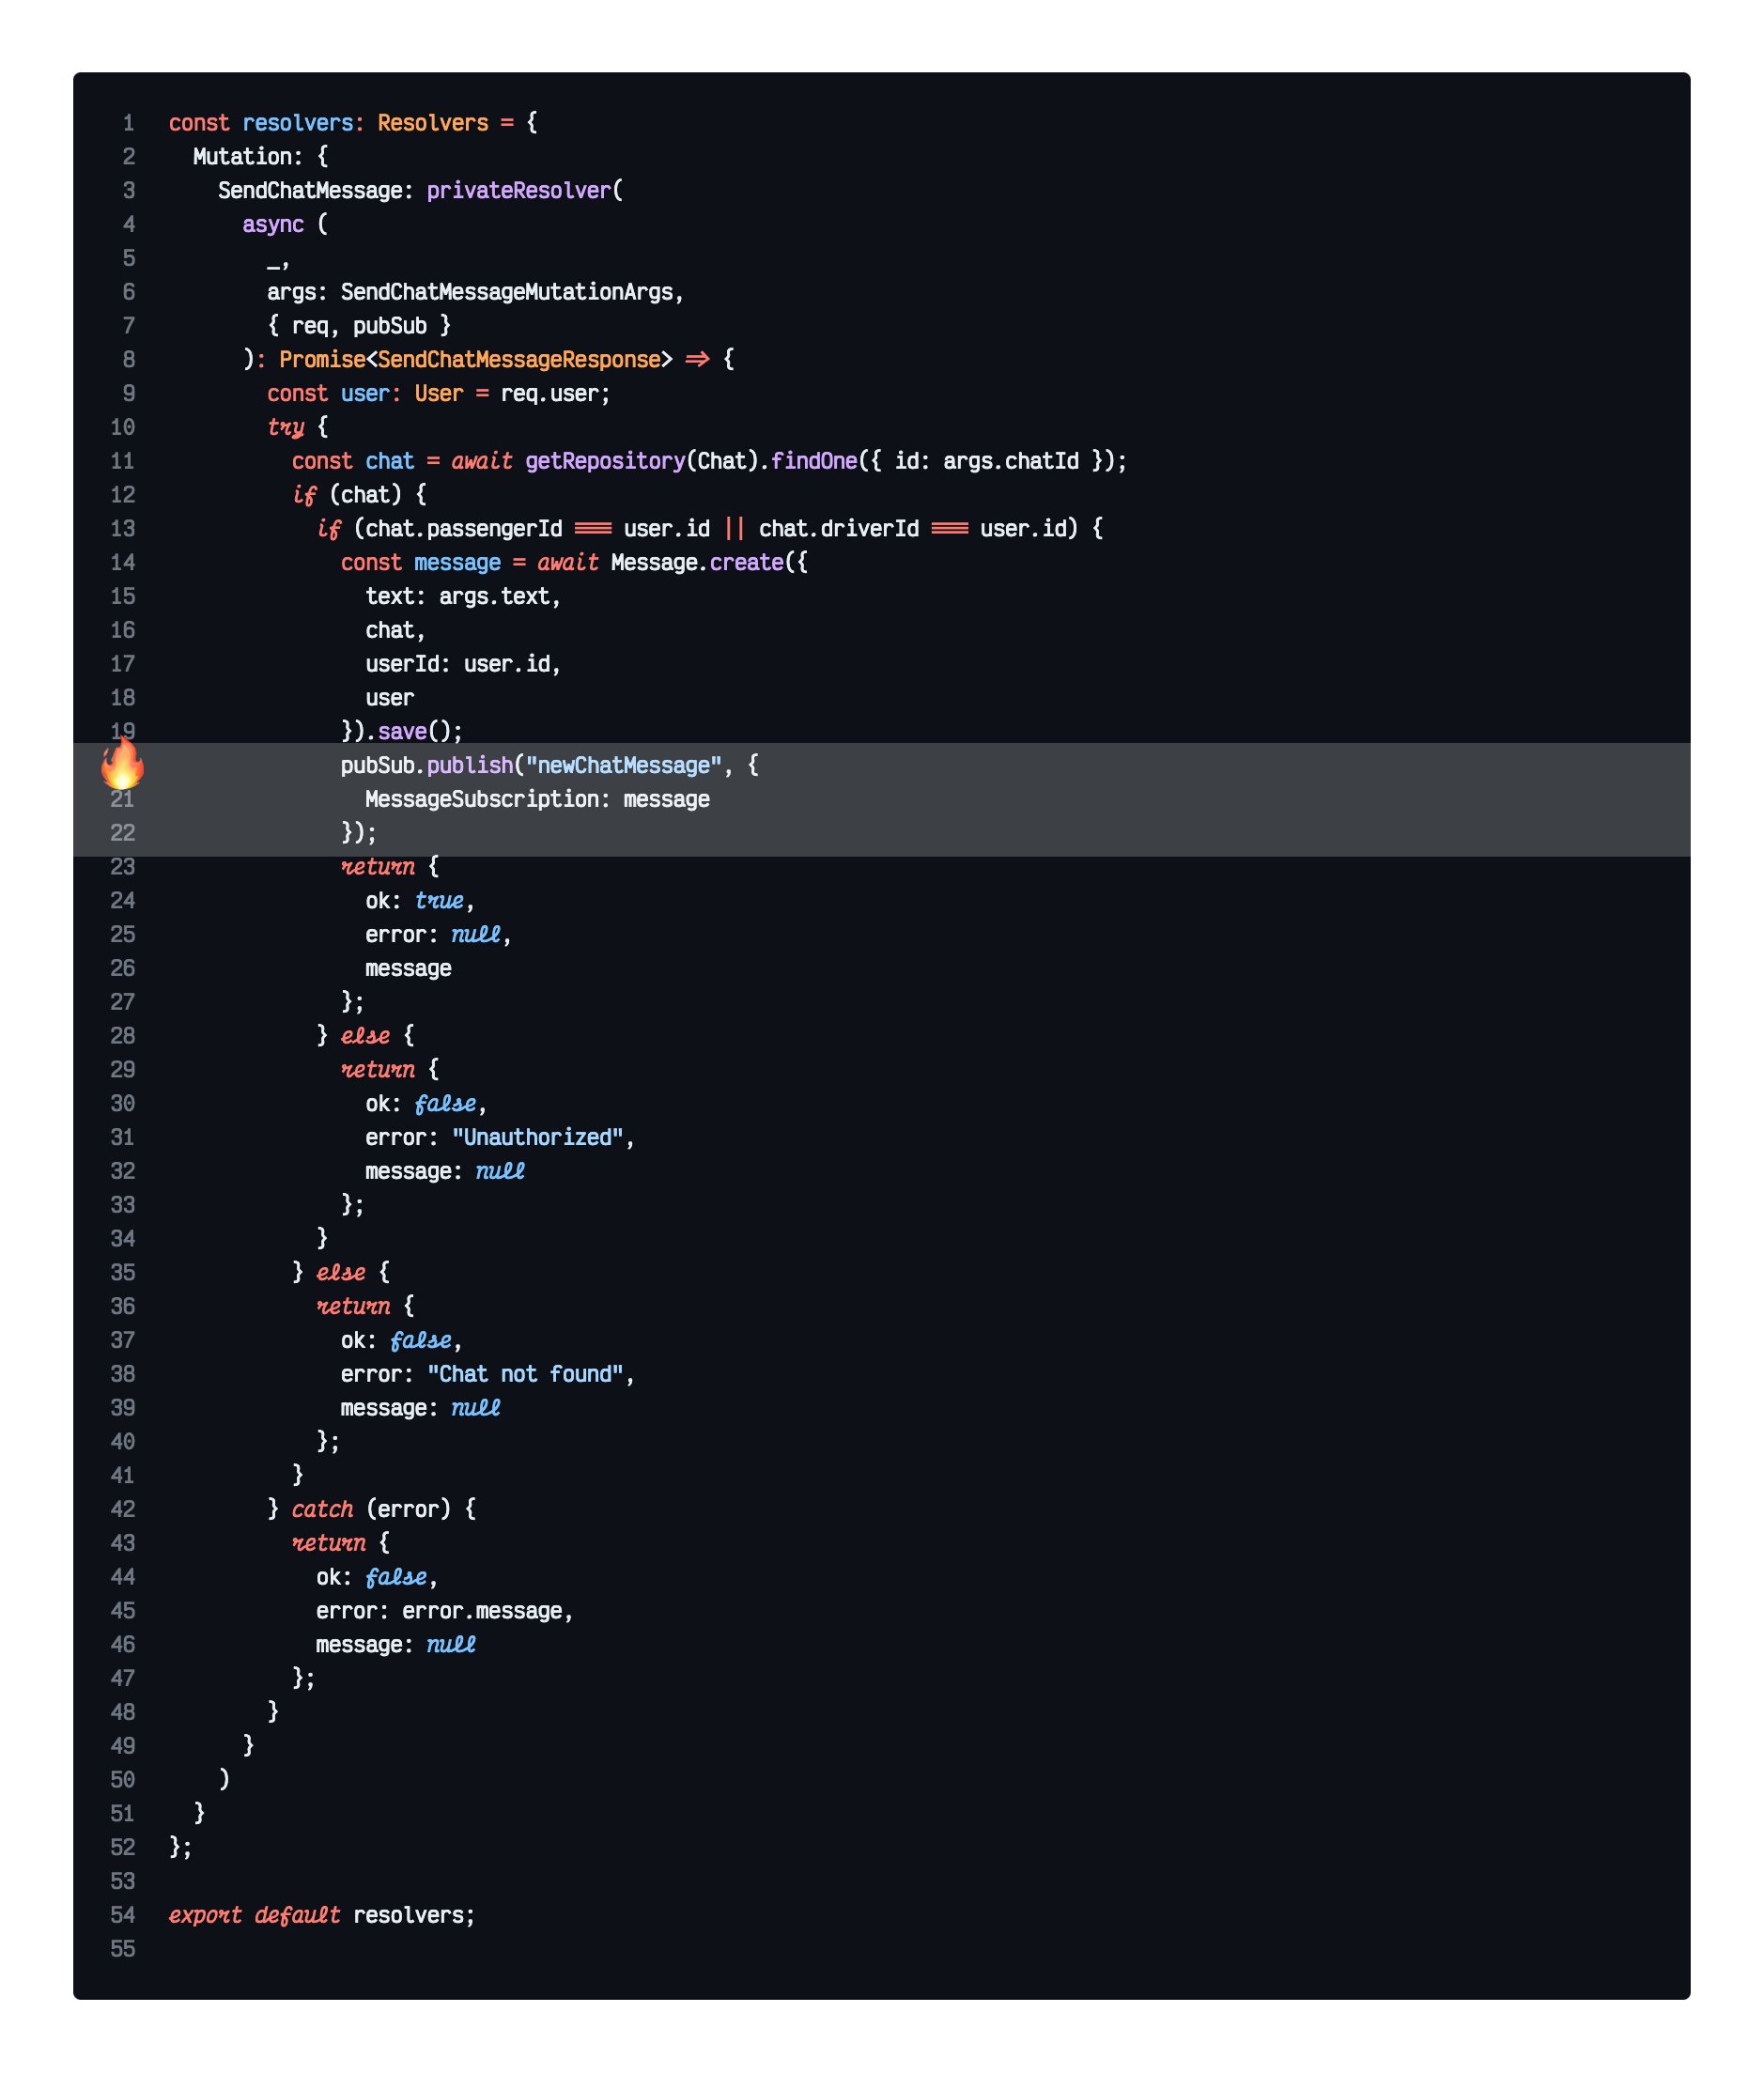 1 const resolvers: Resolvers = {
2   Mutation: {
3     SendChatMessage: privateResolver(
4       async (
5         _,
6         args: SendChatMessageMutationArgs,
7         { req, pubSub }
8       ): Promise<SendChatMessageResponse> => {
9         const user: User = req.user;
10         try {
11           const chat = await getRepository(Chat).findOne({ id: args.chatId });
12           if (chat) {
13             if (chat.passengerId === user.id || chat.driverId === user.id) {
14               const message = await Message.create({
15                 text: args.text,
16                 chat,
17                 userId: user.id,
18                 user
19               }).save();
              pubSub.publish("newChatMessage", {
21                 MessageSubscription: message
22               });
23               return {
24                 ok: true,
25                 error: null,
26                 message
27               };
28             } else {
29               return {
30                 ok: false,
31                 error: "Unauthorized",
32                 message: null
33               };
34             }
35           } else {
36             return {
37               ok: false,
38               error: "Chat not found",
39               message: null
40             };
41           }
42         } catch (error) {
43           return {
44             ok: false,
45             error: error.message,
46             message: null
47           };
48         }
49       }
50     )
51   }
52 };
53
54 export default resolvers;
55